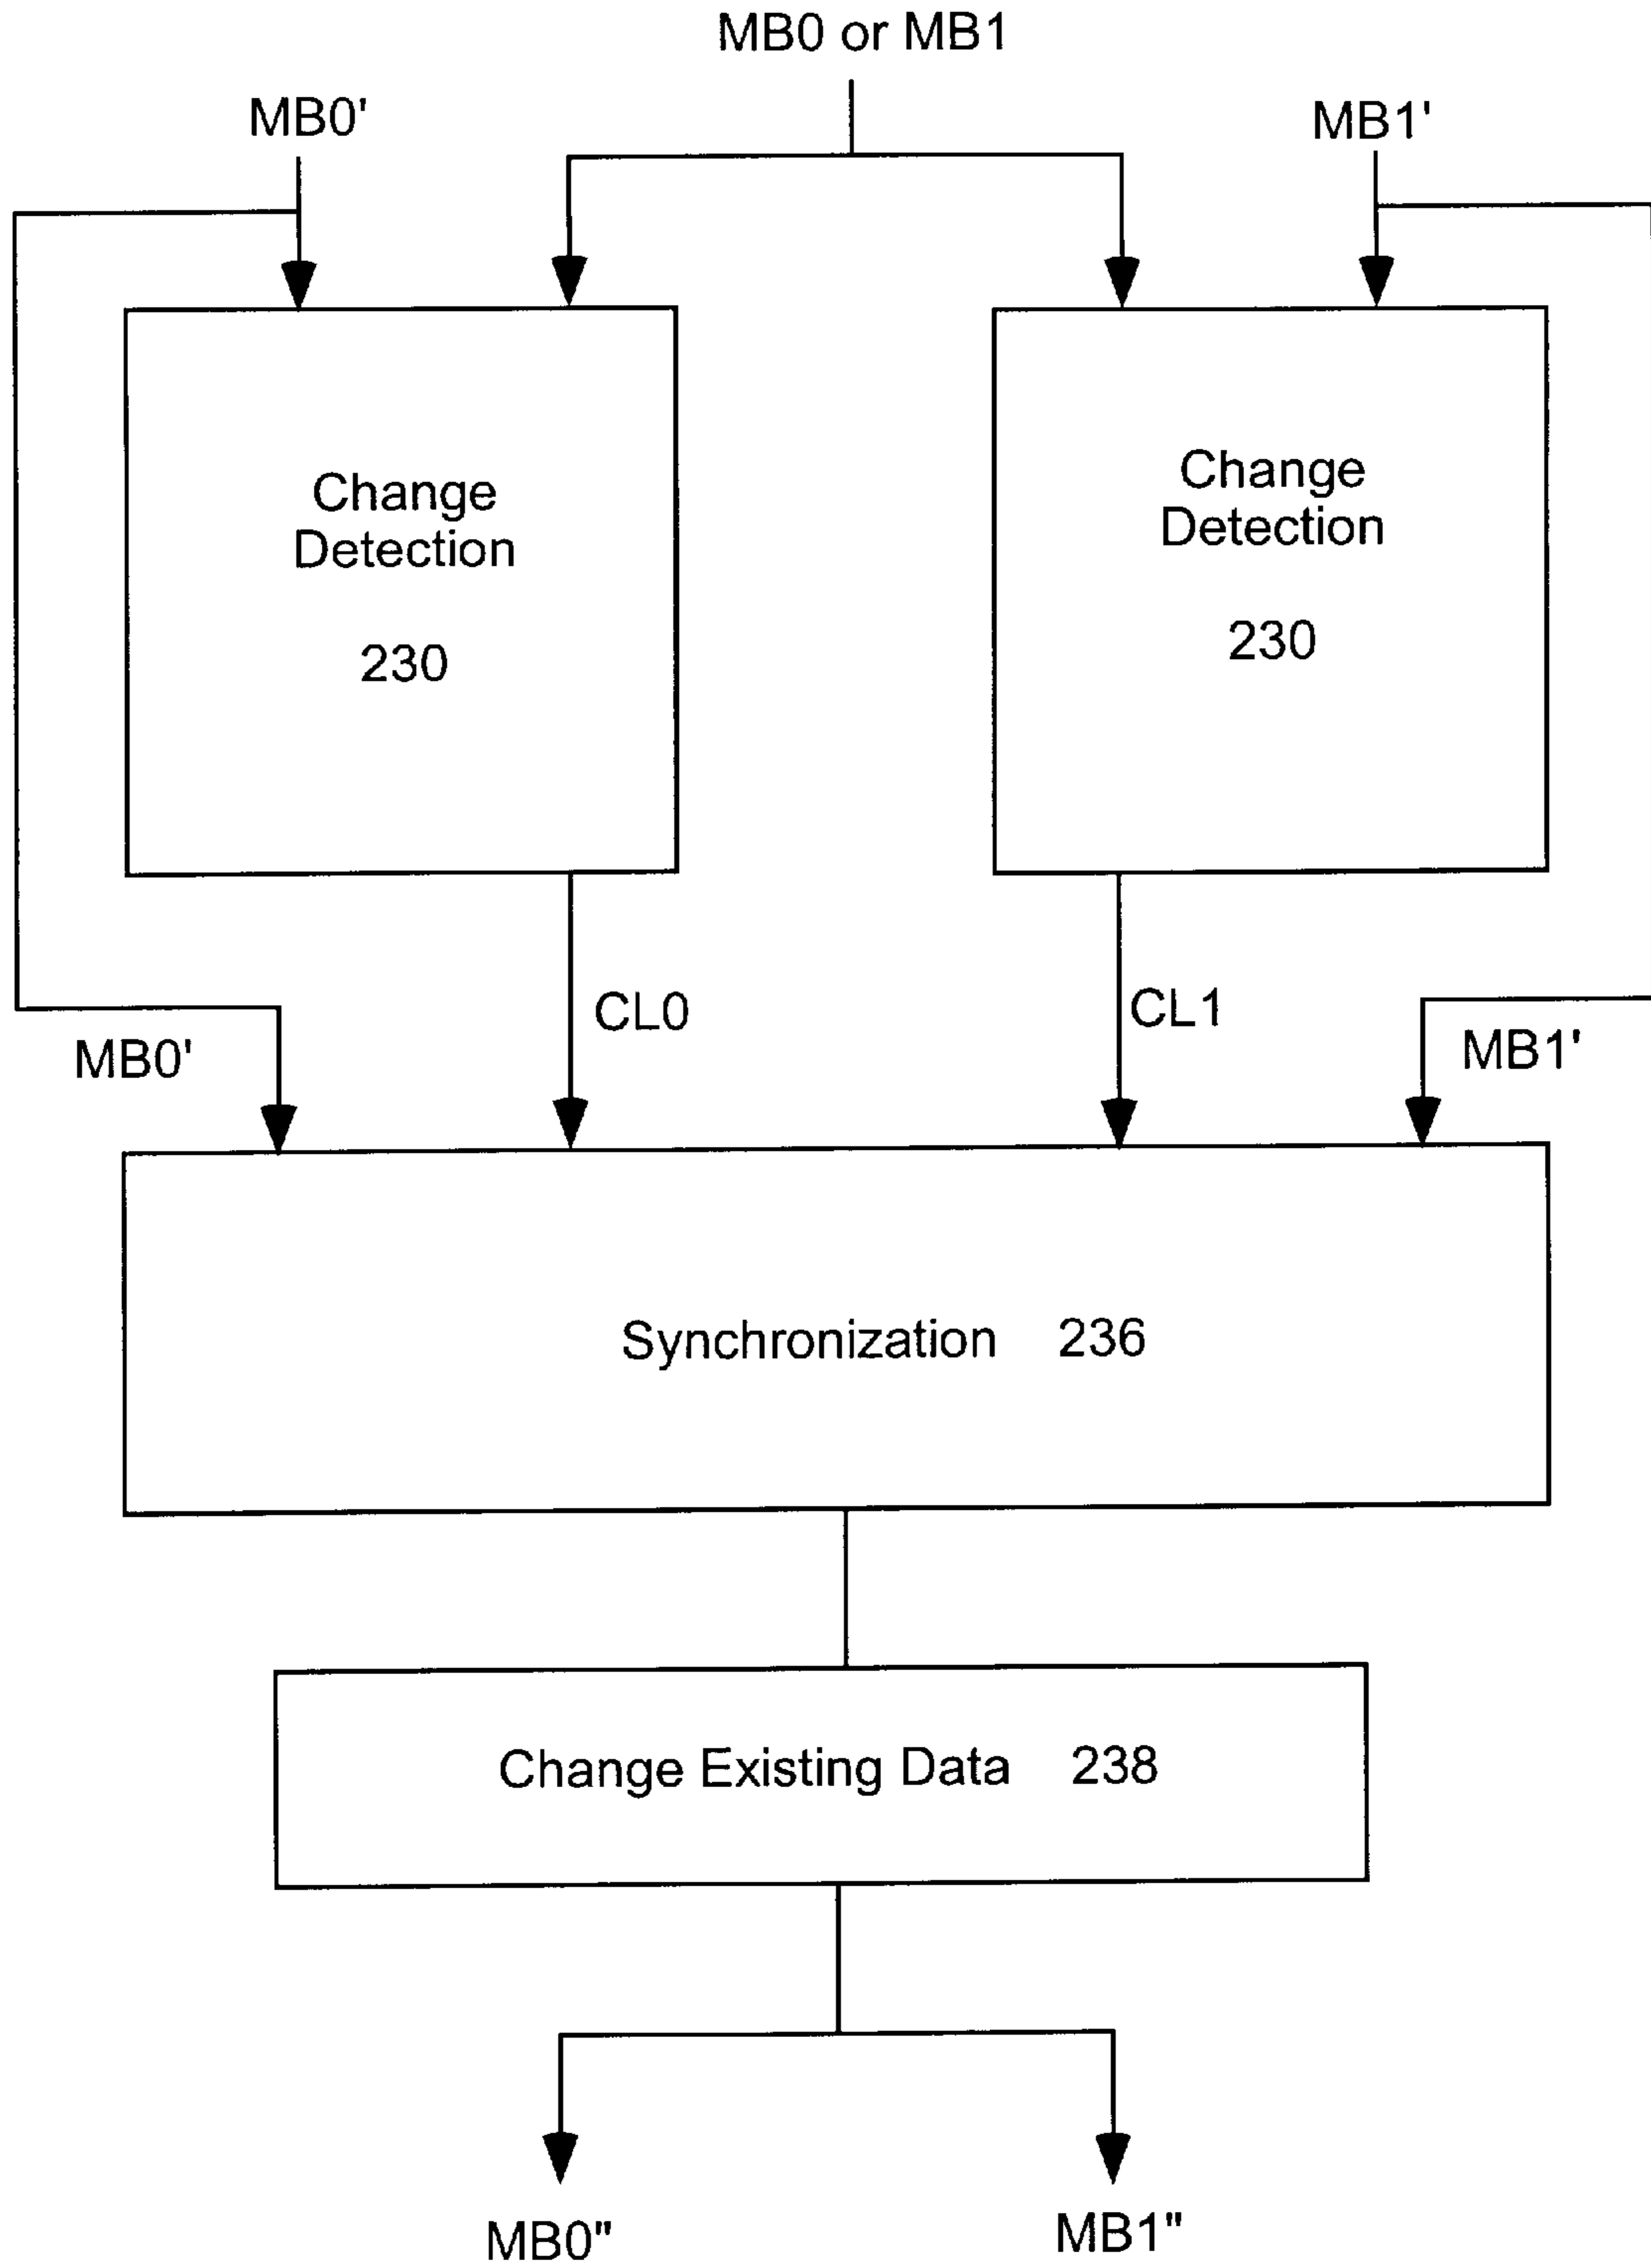 MB0 or MB1
MB0'
MB1'
Change
Detection
230
Change
Detection
230
CL0
CL1
MB0'
MB1'
Synchronization 236
Change Existing Data 238
MB0"
MB1"